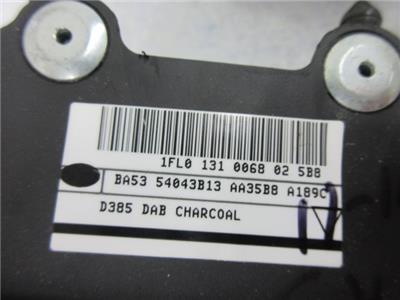 1FL0 131 0068 02 5B8
BA53 54043B13 AA35B8 A189C
D385 DAB CHARCOAL